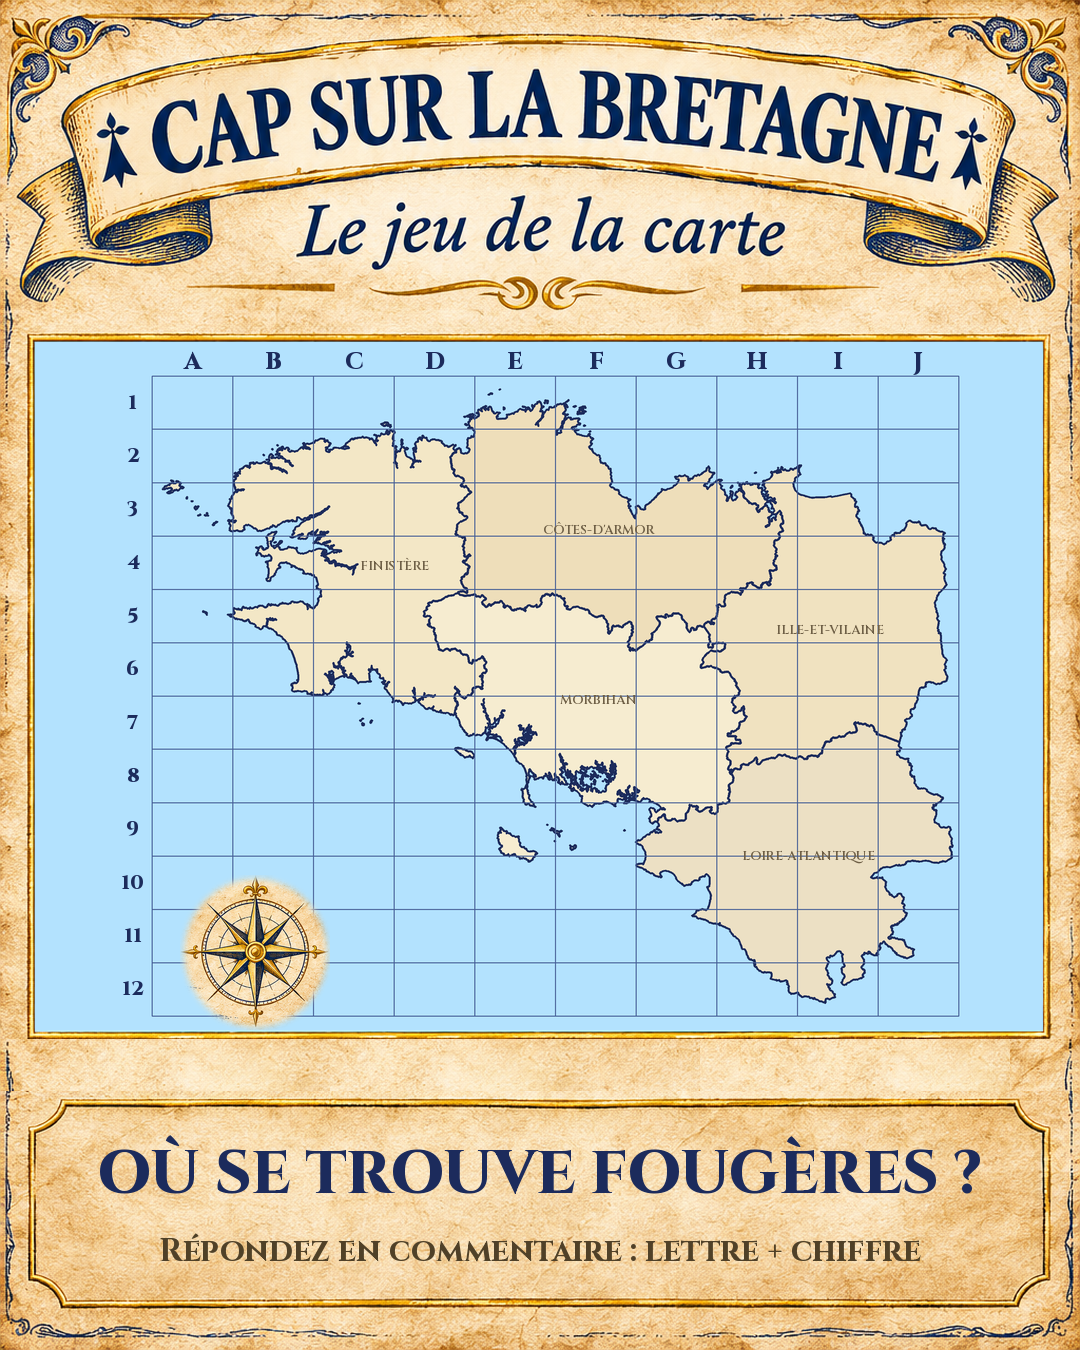 CAP SUR LA BRETAGNE
Le jeu de la carte
A B C D E F G H I J
1
2
3
CÔTES-D'ARMOR
4
FINISTÈRE
5
ILLE-ET-VILAINE
6
MORBIHAN
7
8
9
LOIRE-ATLANTIQUE
10
11
12
OÙ SE TROUVE FOUGÈRES ?
RÉPONDEZ EN COMMENTAIRE : LETTRE + CHIFFRE